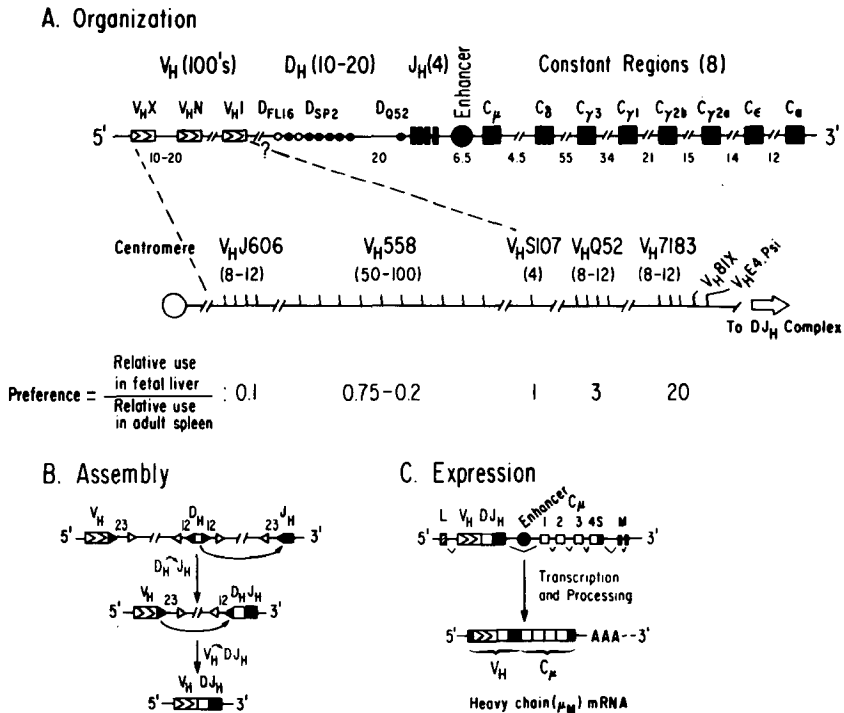 A. Organization
V_H (100's) D_H (10-20) J_H (4) Enhancer Constant Regions (8)
V_HX V_HN V_HI D_FL16 D_SP2 D_Q52 C_μ C_δ C_γ3 C_γ1 C_γ2b C_γ2a C_ε C_α
5' 3'
10-20 ? 20 6.5 4.5 55 34 21 15 14 12
Centromere V_HJ606 V_H558 V_HS107 V_HQ52 V_H7183 V_H81X V_HE4.Psi
(8-12) (50-100) (4) (8-12) (8-12)
To DJ_H Complex
Relative use
in fetal liver
Preference = : 0.1 0.75-0.2 1 3 20
Relative use
in adult spleen
B. Assembly
V_H D_H J_H
5' 23 12 12 23 3'
D_H J_H
V_H D_H J_H
5' 23 12 3'
V_H DJ_H
V_H DJ_H
5' 3'
C. Expression
L V_H DJ_H Enhancer C_μ 1 2 3 4S M
5' 3'
Transcription
and Processing
5' AAA--3'
V_H C_μ
Heavy chain (μ_M) mRNA